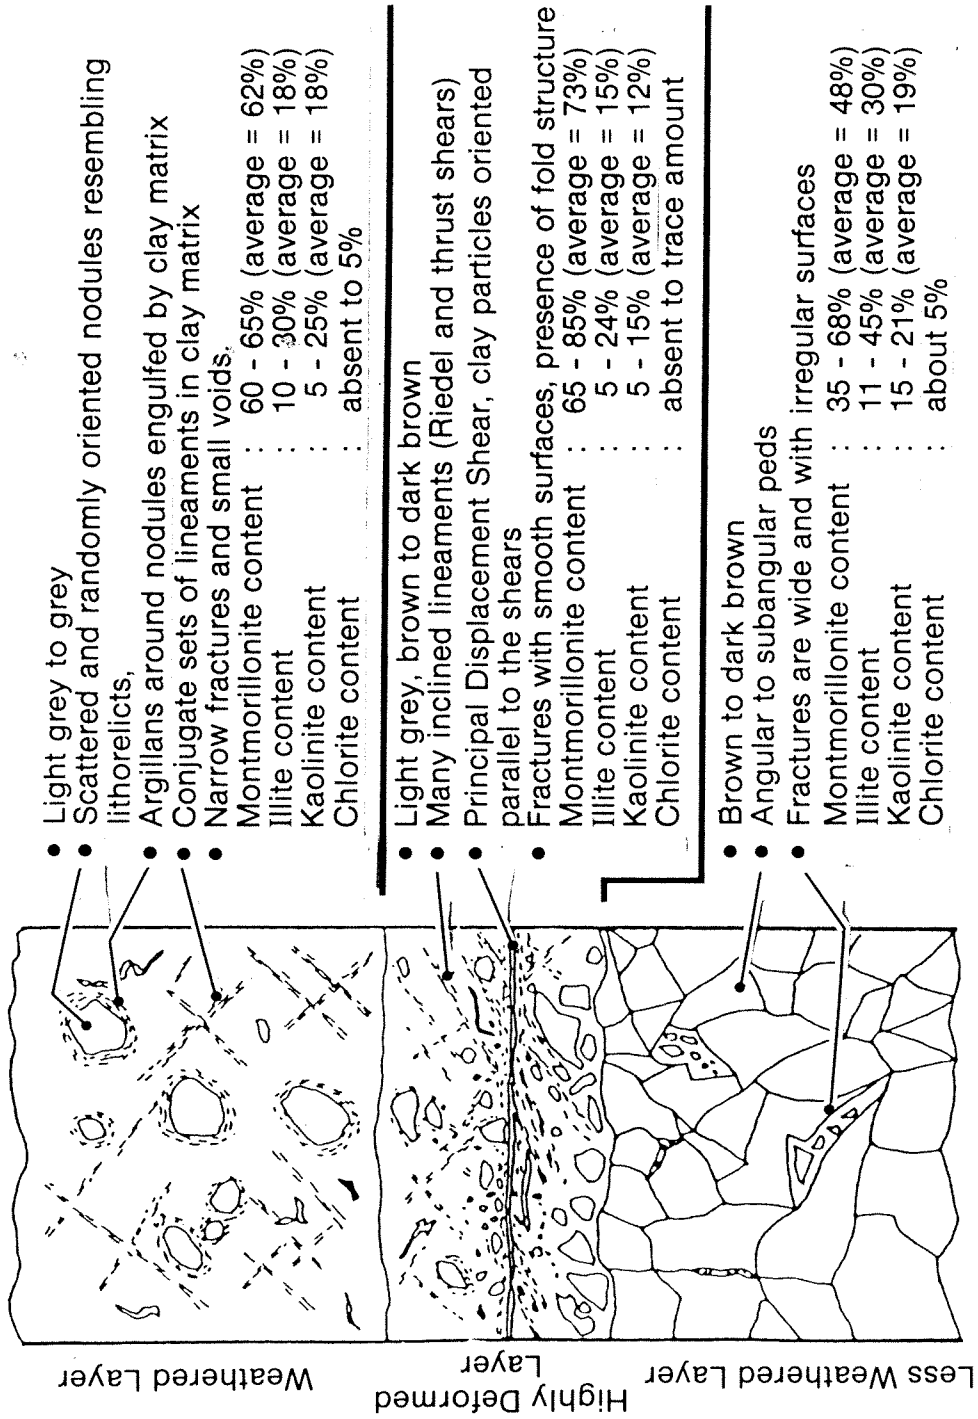 Weathered Layer
● Light grey to grey
● Scattered and randomly oriented nodules resembling
lithorelicts,
● Argillans around nodules engulfed by clay matrix
● Conjugate sets of lineaments in clay matrix
● Narrow fractures and small voids.
Montmorillonite content : 60 - 65% (average = 62%)
Illite content : 10 - 30% (average = 18%)
Kaolinite content : 5 - 25% (average = 18%)
Chlorite content : absent to 5%
Highly Deformed
Layer
● Light grey, brown to dark brown
● Many inclined lineaments (Riedel and thrust shears)
● Principal Displacement Shear, clay particles oriented
parallel to the shears
● Fractures with smooth surfaces, presence of fold structure
Montmorillonite content : 65 - 85% (average = 73%)
Illite content : 5 - 24% (average = 15%)
Kaolinite content : 5 - 15% (average = 12%)
Chlorite content : absent to trace amount
Less Weathered Layer
● Brown to dark brown
● Angular to subangular peds
● Fractures are wide and with irregular surfaces
Montmorillonite content : 35 - 68% (average = 48%)
Illite content : 11 - 45% (average = 30%)
Kaolinite content : 15 - 21% (average = 19%)
Chlorite content : about 5%